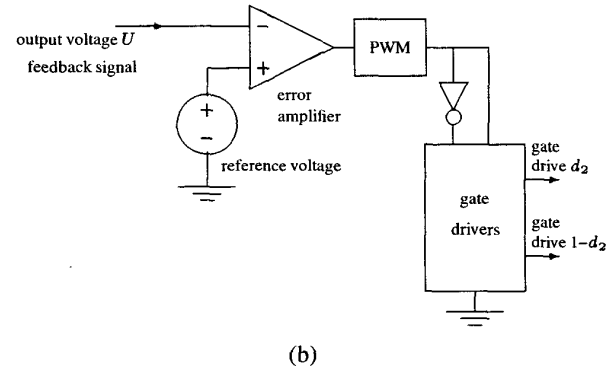 output voltage U
feedback signal
−
+
PWM
error
amplifier
+
−
reference voltage
gate
drivers
gate
drive d2
gate
drive 1−d2
(b)